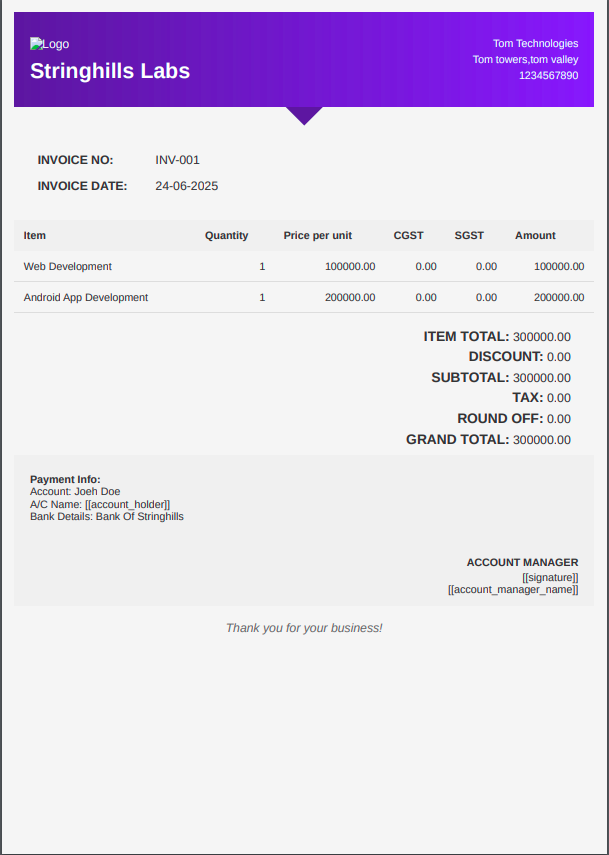 Logo
Stringhills Labs
Tom Technologies
Tom towers,tom valley
1234567890
INVOICE NO: INV-001
INVOICE DATE: 24-06-2025
Item Quantity Price per unit CGST SGST Amount
Web Development 1 100000.00 0.00 0.00 100000.00
Android App Development 1 200000.00 0.00 0.00 200000.00
ITEM TOTAL: 300000.00
DISCOUNT: 0.00
SUBTOTAL: 300000.00
TAX: 0.00
ROUND OFF: 0.00
GRAND TOTAL: 300000.00
Payment Info:
Account: Joeh Doe
A/C Name: [[account_holder]]
Bank Details: Bank Of Stringhills
ACCOUNT MANAGER
[[signature]]
[[account_manager_name]]
Thank you for your business!